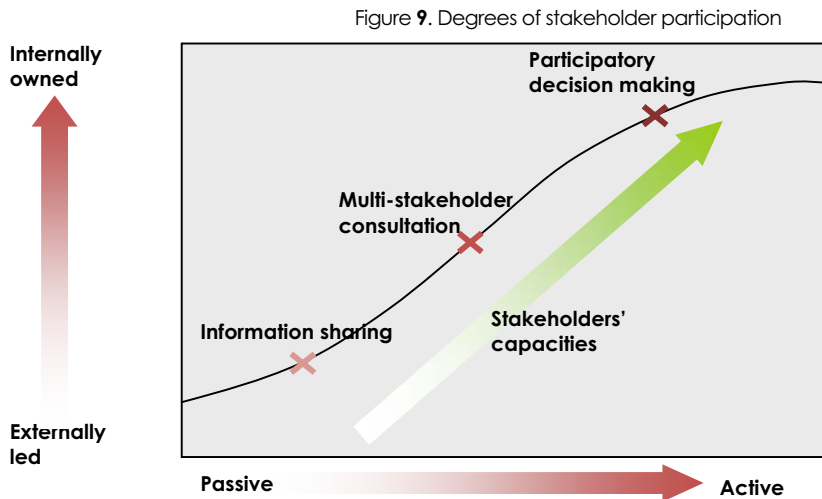 Figure 9. Degrees of stakeholder participation
Internally
owned
Participatory
decision making
Multi-stakeholder
consultation
Information sharing
Stakeholders’
capacities
Externally
led
Passive
Active